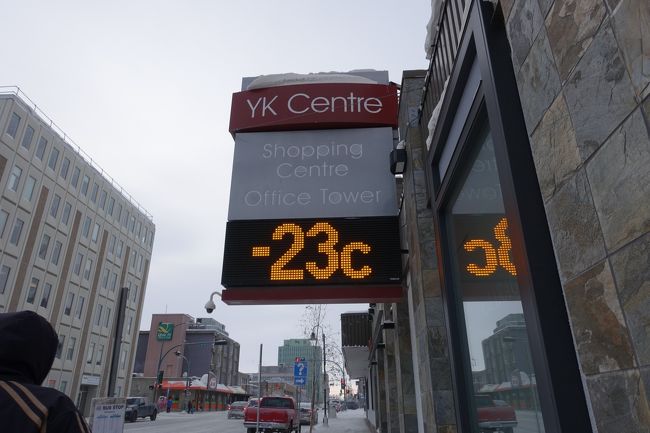 YK Centre
Shopping
Centre
Office Tower
-23c
?
BUS STOP